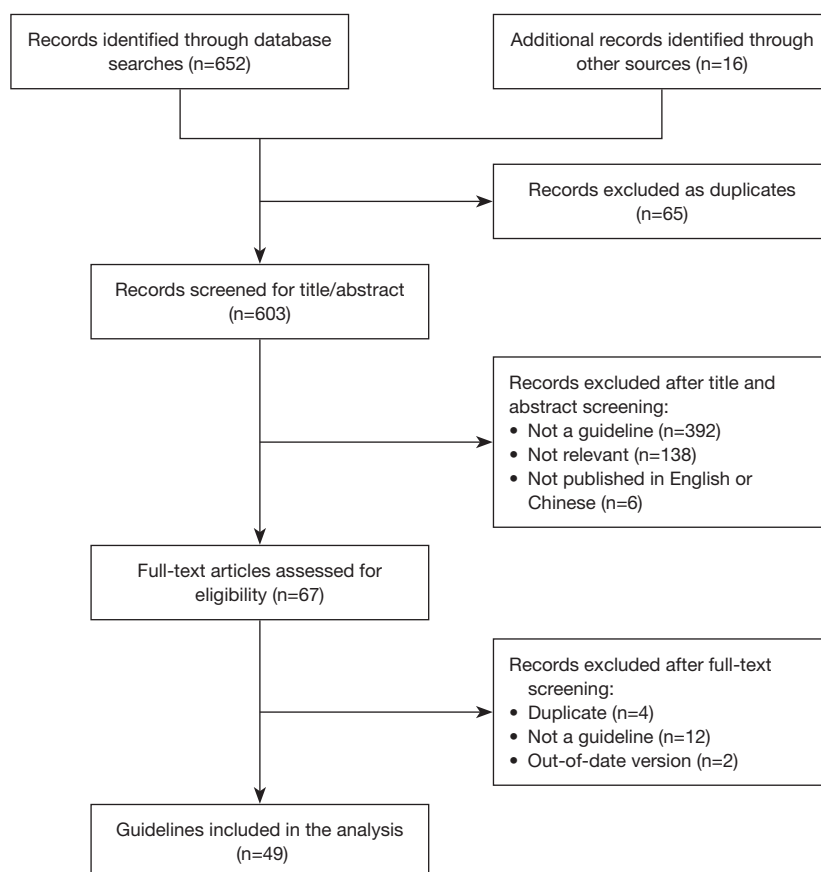 Records identified through database
searches (n=652)
Additional records identified through
other sources (n=16)
Records excluded as duplicates
(n=65)
Records screened for title/abstract
(n=603)
Records excluded after title and
abstract screening:
• Not a guideline (n=392)
• Not relevant (n=138)
• Not published in English or
Chinese (n=6)
Full-text articles assessed for
eligibility (n=67)
Records excluded after full-text
screening:
• Duplicate (n=4)
• Not a guideline (n=12)
• Out-of-date version (n=2)
Guidelines included in the analysis
(n=49)